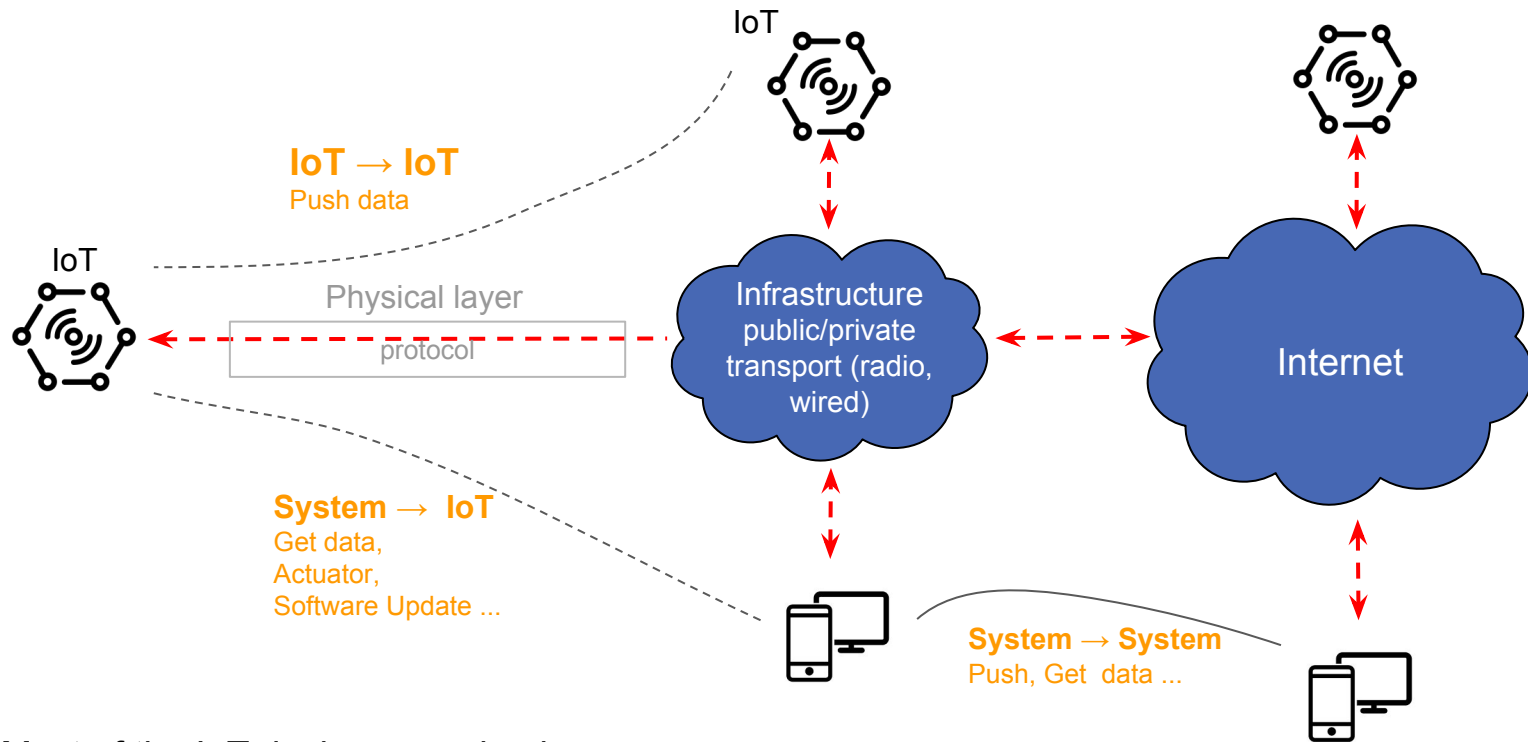 IoT
IoT → IoT
Push data
IoT
Physical layer
protocol
Infrastructure
public/private
transport (radio,
wired)
Internet
System → IoT
Get data,
Actuator,
Software Update ...
System → System
Push, Get data ...